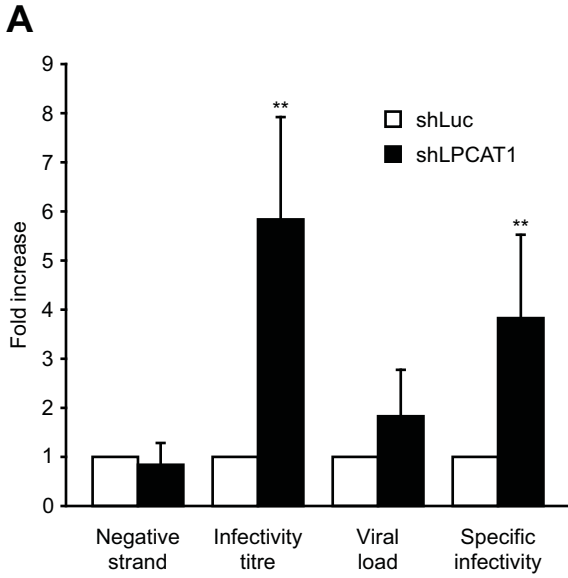 A
9
8
7
6
5
4
3
2
1
0
Fold increase
**
**
shLuc
shLPCAT1
Negative
strand
Infectivity
titre
Viral
load
Specific
infectivity